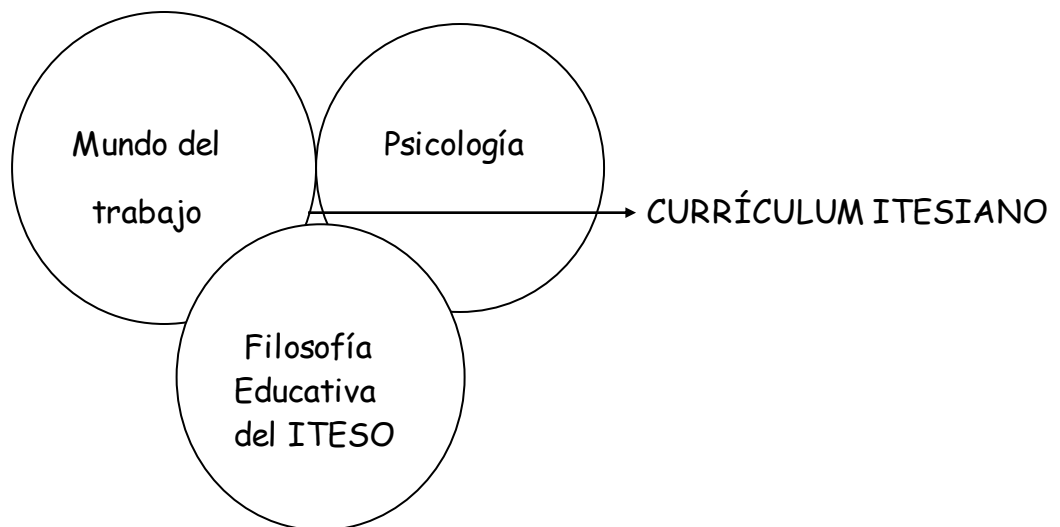 Mundo del
trabajo
Psicología
CURRÍCULUM ITESIANO
Filosofía
Educativa
del ITESO